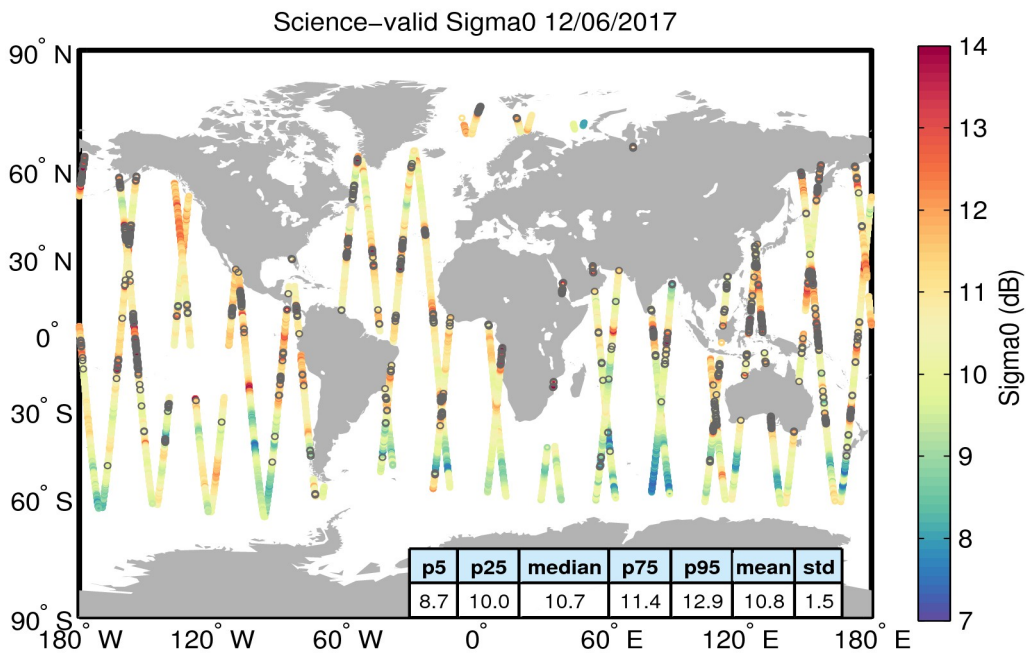 Science−valid Sigma0 12/06/2017
90° N
60° N
30° N
0°
30° S
60° S
90° S
180° W
120° W
60° W
0°
60° E
120° E
180° E
p5 p25 median p75 p95 mean std
8.7 10.0 10.7 11.4 12.9 10.8 1.5
14
13
12
11
10
9
8
7
Sigma0 (dB)